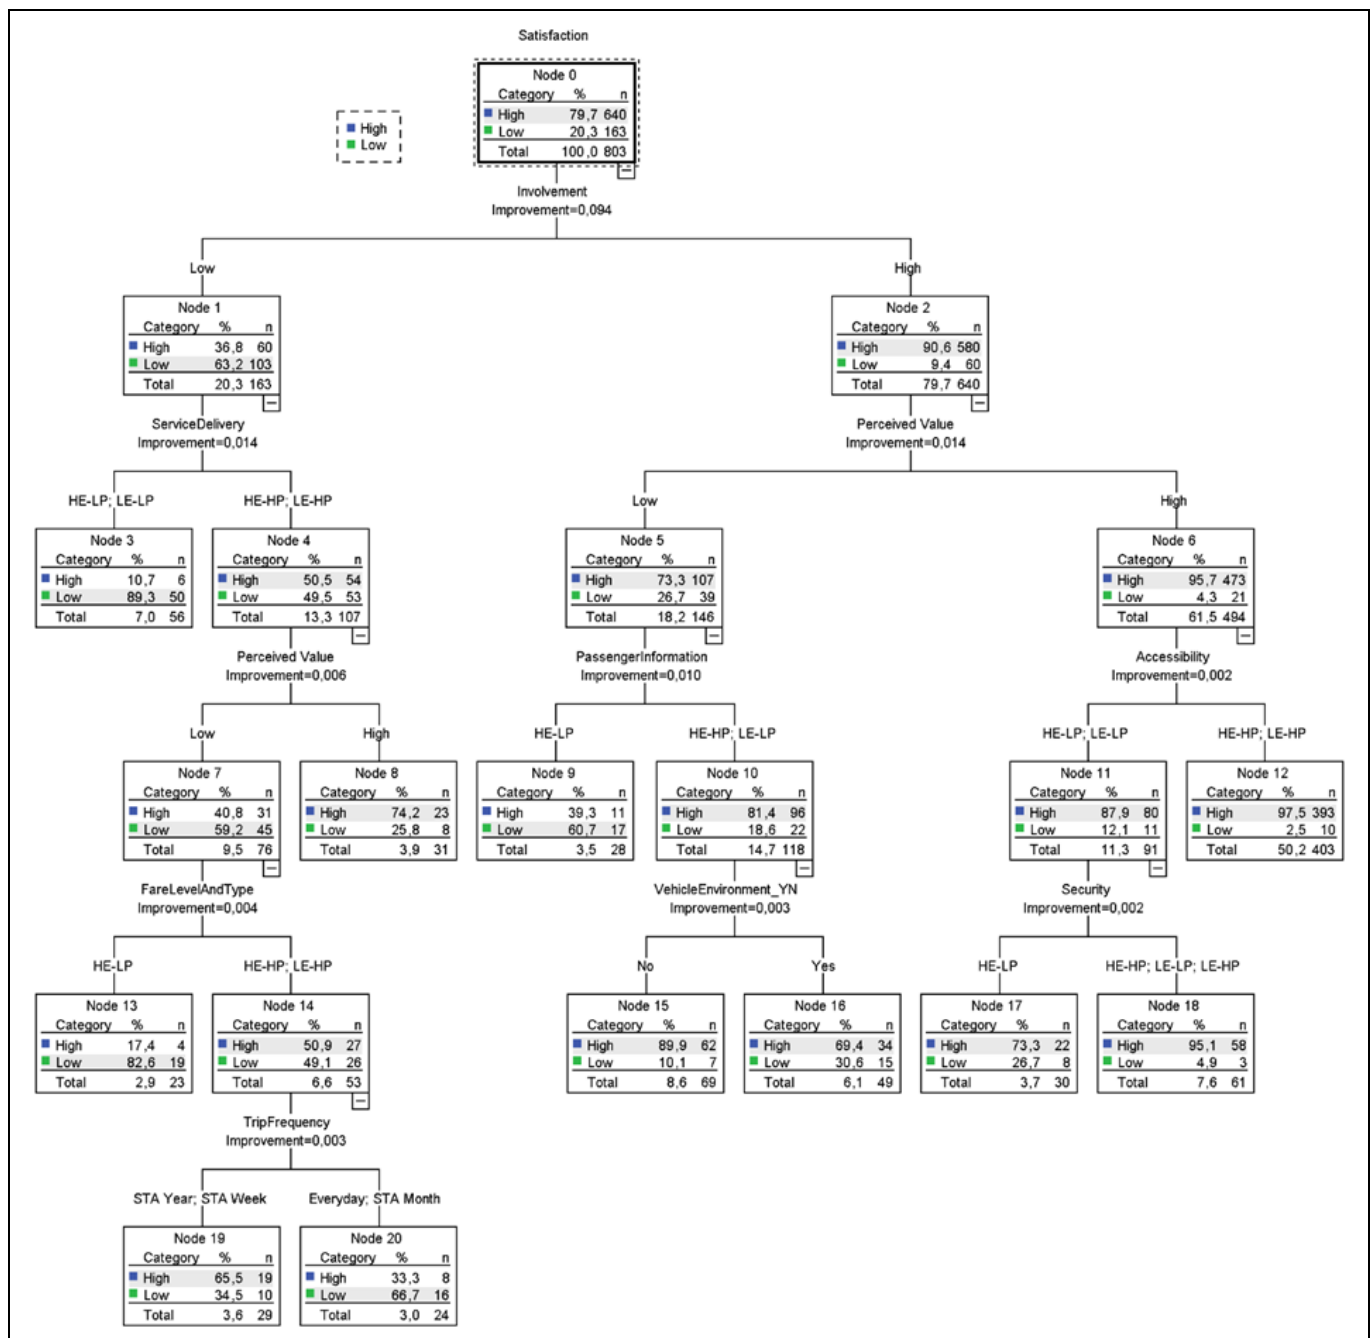 Satisfaction
Node 0
Category % n
High 79,7 640
Low 20,3 163
Total 100,0 803
High
Low
Involvement
Improvement=0,094
Low
High
Node 1
Category % n
High 36,8 60
Low 63,2 103
Total 20,3 163
Node 2
Category % n
High 90,6 580
Low 9,4 60
Total 79,7 640
ServiceDelivery
Improvement=0,014
Perceived Value
Improvement=0,014
HE-LP; LE-LP
HE-HP; LE-HP
Low
High
Node 3
Category % n
High 10,7 6
Low 89,3 50
Total 7,0 56
Node 4
Category % n
High 50,5 54
Low 49,5 53
Total 13,3 107
Node 5
Category % n
High 73,3 107
Low 26,7 39
Total 18,2 146
Node 6
Category % n
High 95,7 473
Low 4,3 21
Total 61,5 494
Perceived Value
Improvement=0,006
PassengerInformation
Improvement=0,010
Accessibility
Improvement=0,002
Low
High
HE-LP
HE-HP; LE-LP
HE-LP; LE-LP
HE-HP; LE-HP
Node 7
Category % n
High 40,8 31
Low 59,2 45
Total 9,5 76
Node 8
Category % n
High 74,2 23
Low 25,8 8
Total 3,9 31
Node 9
Category % n
High 39,3 11
Low 60,7 17
Total 3,5 28
Node 10
Category % n
High 81,4 96
Low 18,6 22
Total 14,7 118
Node 11
Category % n
High 87,9 80
Low 12,1 11
Total 11,3 91
Node 12
Category % n
High 97,5 393
Low 2,5 10
Total 50,2 403
FareLevelAndType
Improvement=0,004
VehicleEnvironment_YN
Improvement=0,003
Security
Improvement=0,002
HE-LP
HE-HP; LE-HP
No
Yes
HE-LP
HE-HP; LE-LP; LE-HP
Node 13
Category % n
High 17,4 4
Low 82,6 19
Total 2,9 23
Node 14
Category % n
High 50,9 27
Low 49,1 26
Total 6,6 53
Node 15
Category % n
High 89,9 62
Low 10,1 7
Total 8,6 69
Node 16
Category % n
High 69,4 34
Low 30,6 15
Total 6,1 49
Node 17
Category % n
High 73,3 22
Low 26,7 8
Total 3,7 30
Node 18
Category % n
High 95,1 58
Low 4,9 3
Total 7,6 61
TripFrequency
Improvement=0,003
STA Year; STA Week
Everyday; STA Month
Node 19
Category % n
High 65,5 19
Low 34,5 10
Total 3,6 29
Node 20
Category % n
High 33,3 8
Low 66,7 16
Total 3,0 24